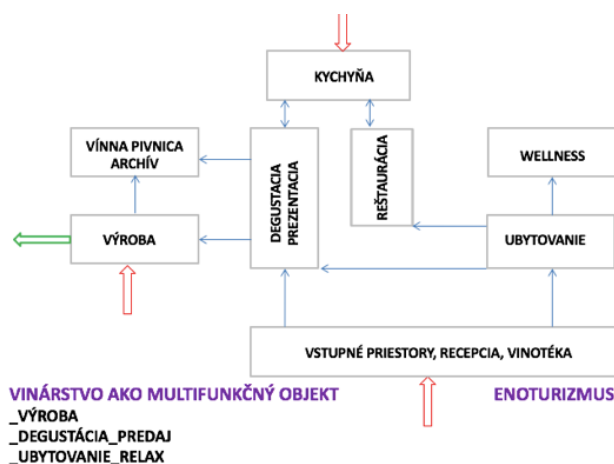 KYCHYŇA
VÍNNA PIVNICA
ARCHÍV
DEGUSTACIA
PREZENTACIA
REŠTAURÁCIA
WELLNESS
VÝROBA
UBYTOVANIE
VSTUPNÉ PRIESTORY, RECEPCIA, VINOTÉKA
VINÁRSTVO AKO MULTIFUNKČNÝ OBJEKT
ENOTURIZMUS
_VÝROBA
_DEGUSTÁCIA_PREDAJ
_UBYTOVANIE_RELAX